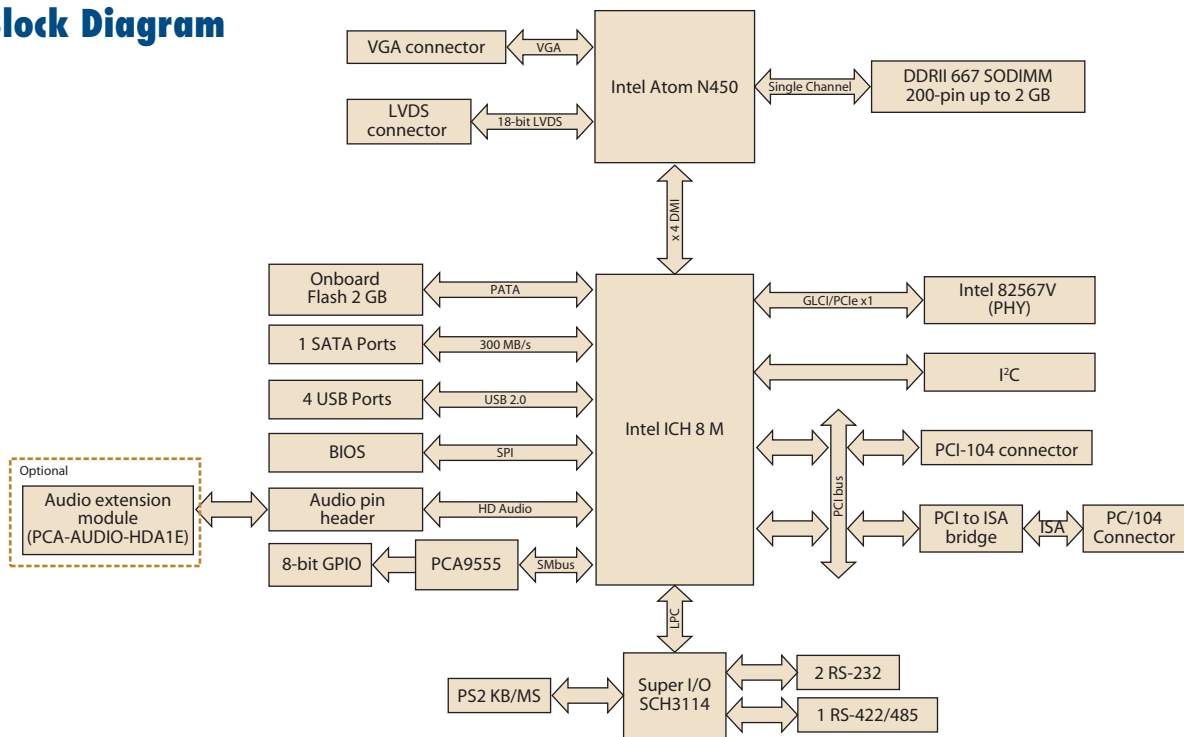 lock Diagram
VGA connector
VGA
Intel Atom N450
Single Channel
DDRII 667 SODIMM
200-pin up to 2 GB
LVDS
connector
18-bit LVDS
x 4 DMI
Onboard
Flash 2 GB
PATA
Intel ICH 8 M
GLCI/PCIe x1
Intel 82567V
(PHY)
1 SATA Ports
300 MB/s
I²C
4 USB Ports
USB 2.0
BIOS
SPI
PCI bus
PCI-104 connector
Optional
Audio extension
module
(PCA-AUDIO-HDA1E)
Audio pin
header
HD Audio
PCI to ISA
bridge
ISA
PC/104
Connector
8-bit GPIO
PCA9555
SMbus
LPC
PS2 KB/MS
Super I/O
SCH3114
2 RS-232
1 RS-422/485